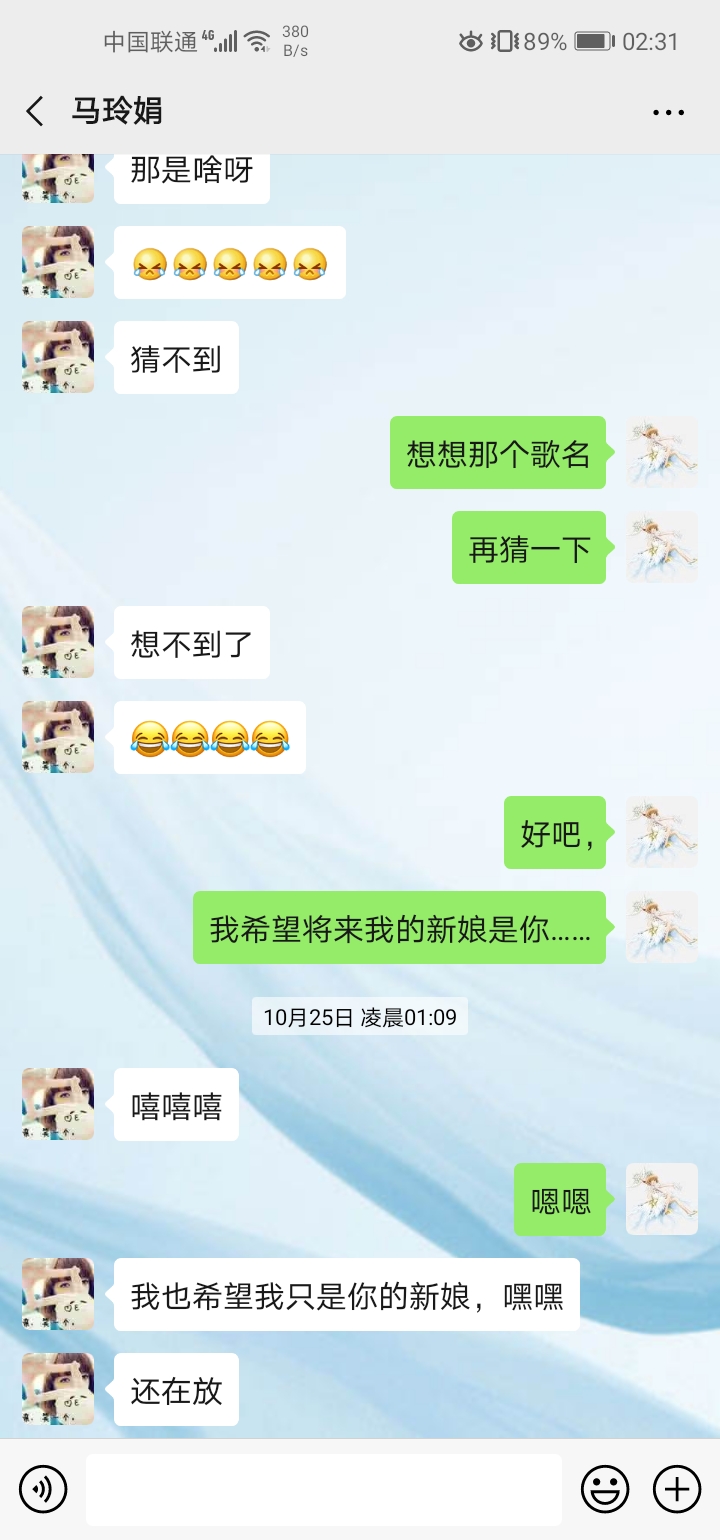 中国联通 4G 380 B/s 89% 02:31
马玲娟
那是啥呀
猜不到
想想那个歌名
再猜一下
想不到了
好吧，
我希望将来我的新娘是你……
10月25日 凌晨01:09
嘻嘻嘻
嗯嗯
我也希望我只是你的新娘，嘿嘿
还在放